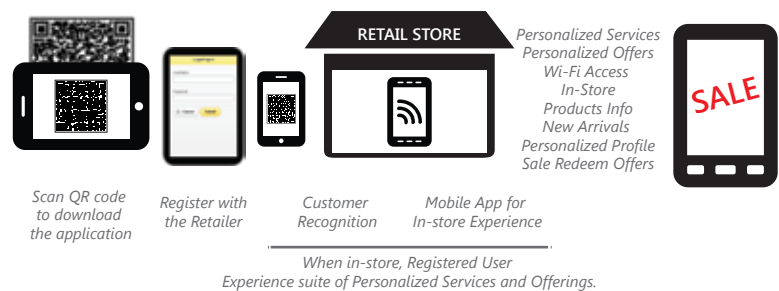 RETAIL STORE
Personalized Services
Personalized Offers
Wi-Fi Access
In-Store
Products Info
New Arrivals
Personalized Profile
Sale Redeem Offers
SALE
Scan QR code
to download
the application
Register with
the Retailer
Customer
Recognition
Mobile App for
In-store Experience
When in-store, Registered User
Experience suite of Personalized Services and Offerings.